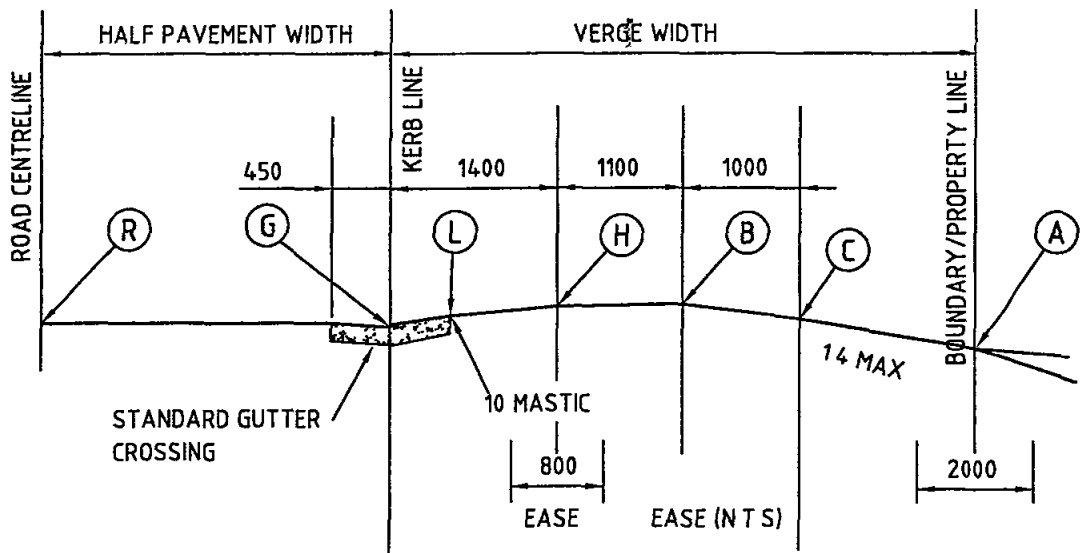 HALF PAVEMENT WIDTH
VERGE WIDTH
ROAD CENTRELINE
KERB LINE
BOUNDARY/PROPERTY LINE
450
1400
1100
1000
R
G
L
H
B
C
A
14 MAX
10 MASTIC
STANDARD GUTTER
CROSSING
800
2000
EASE
EASE (N T S)